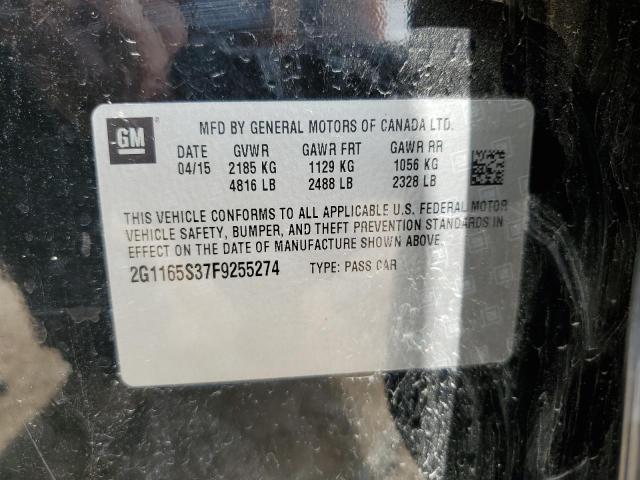 GM
MFD BY GENERAL MOTORS OF CANADA LTD.
DATE GVWR GAWR FRT GAWR RR
04/15 2185 KG 1129 KG 1056 KG
4816 LB 2488 LB 2328 LB
THIS VEHICLE CONFORMS TO ALL APPLICABLE U.S. FEDERAL MOTOR
VEHICLE SAFETY, BUMPER, AND THEFT PREVENTION STANDARDS IN
EFFECT ON THE DATE OF MANUFACTURE SHOWN ABOVE.
2G1165S37F9255274 TYPE: PASS CAR